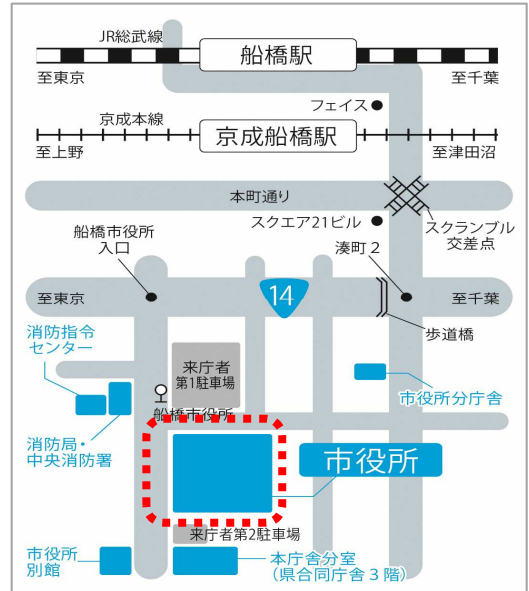 JR総武線
船橋駅
至東京
至千葉
フェイス
京成本線
京成船橋駅
至上野
至津田沼
本町通り
スクエア21ビル
スクランブル
交差点
船橋市役所
入口
湊町2
至東京
14
至千葉
歩道橋
消防指令
センター
来庁者
第1駐車場
市役所分庁舎
船橋市役所
消防局・
中央消防署
市役所
来庁者第2駐車場
市役所
別館
本庁舎分室
(県合同庁舎3階)